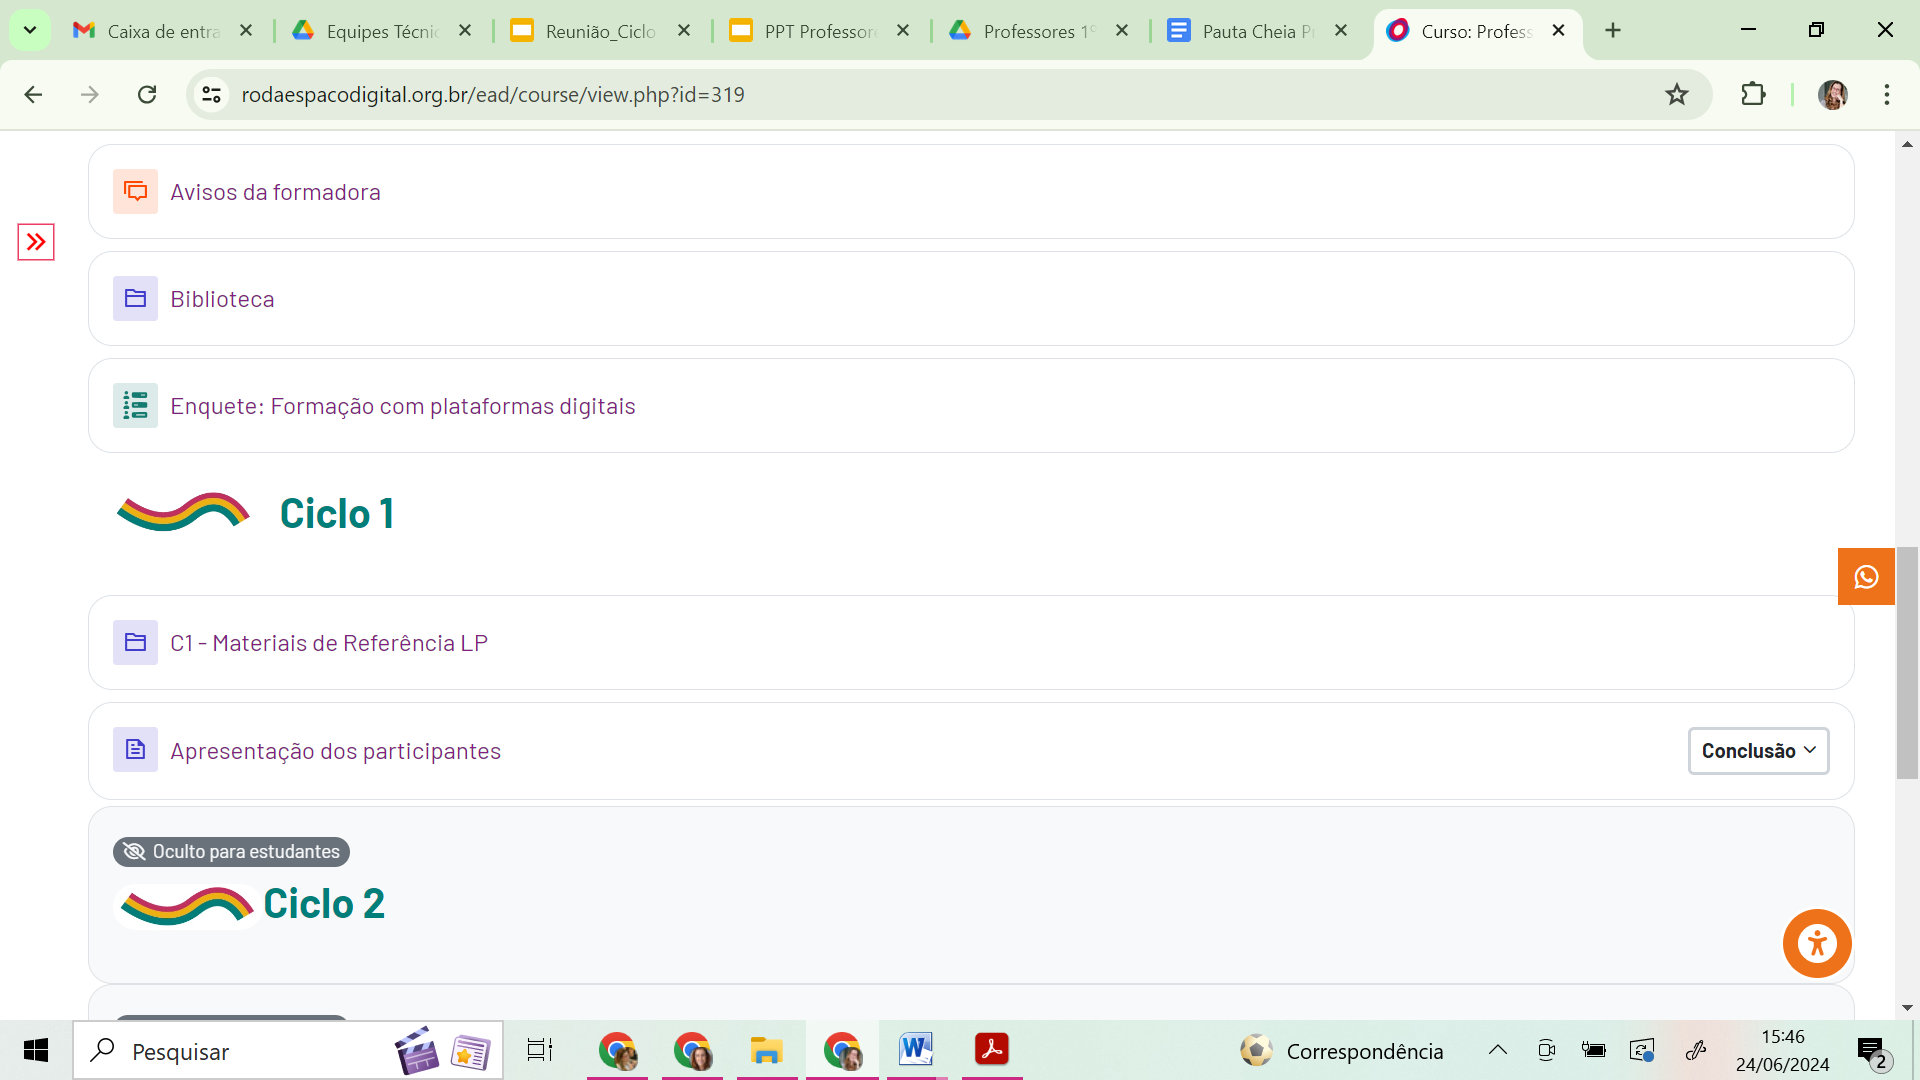 Caixa de entra
Equipes Técnic
Reunião_Ciclo
PPT Professor
Professores 1º
Pauta Cheia P
Curso: Profess
rodaespacodigital.org.br/ead/course/view.php?id=319
Avisos da formadora
Biblioteca
Enquete: Formação com plataformas digitais
Ciclo 1
C1 - Materiais de Referência LP
Apresentação dos participantes
Conclusão
Oculto para estudantes
Ciclo 2
Pesquisar
Correspondência
15:46
24/06/2024
2